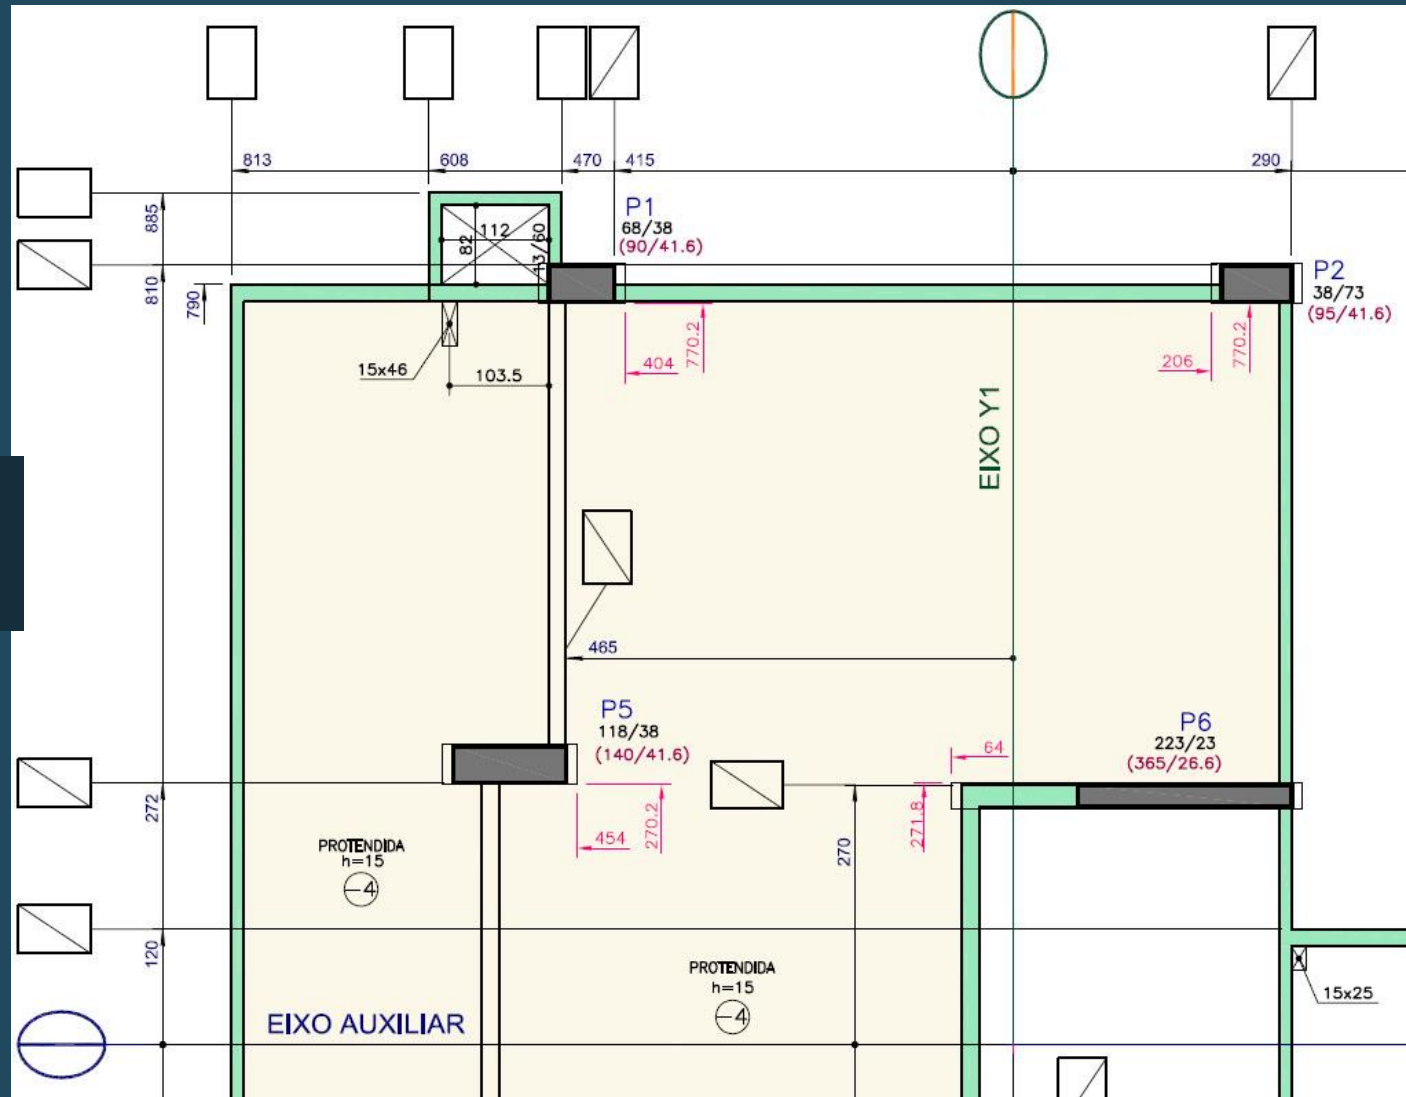 813
608
470
415
290
885
810
790
82
112
13/60
P1
68/38
(90/41.6)
P2
38/73
(95/41.6)
15x46
103.5
404
770.2
206
770.2
EIXO Y1
465
P5
118/38
(140/41.6)
P6
223/23
(365/26.6)
64
272
454
270.2
270
271.8
PROTENDIDA
h=15
-4
120
PROTENDIDA
h=15
-4
15x25
EIXO AUXILIAR